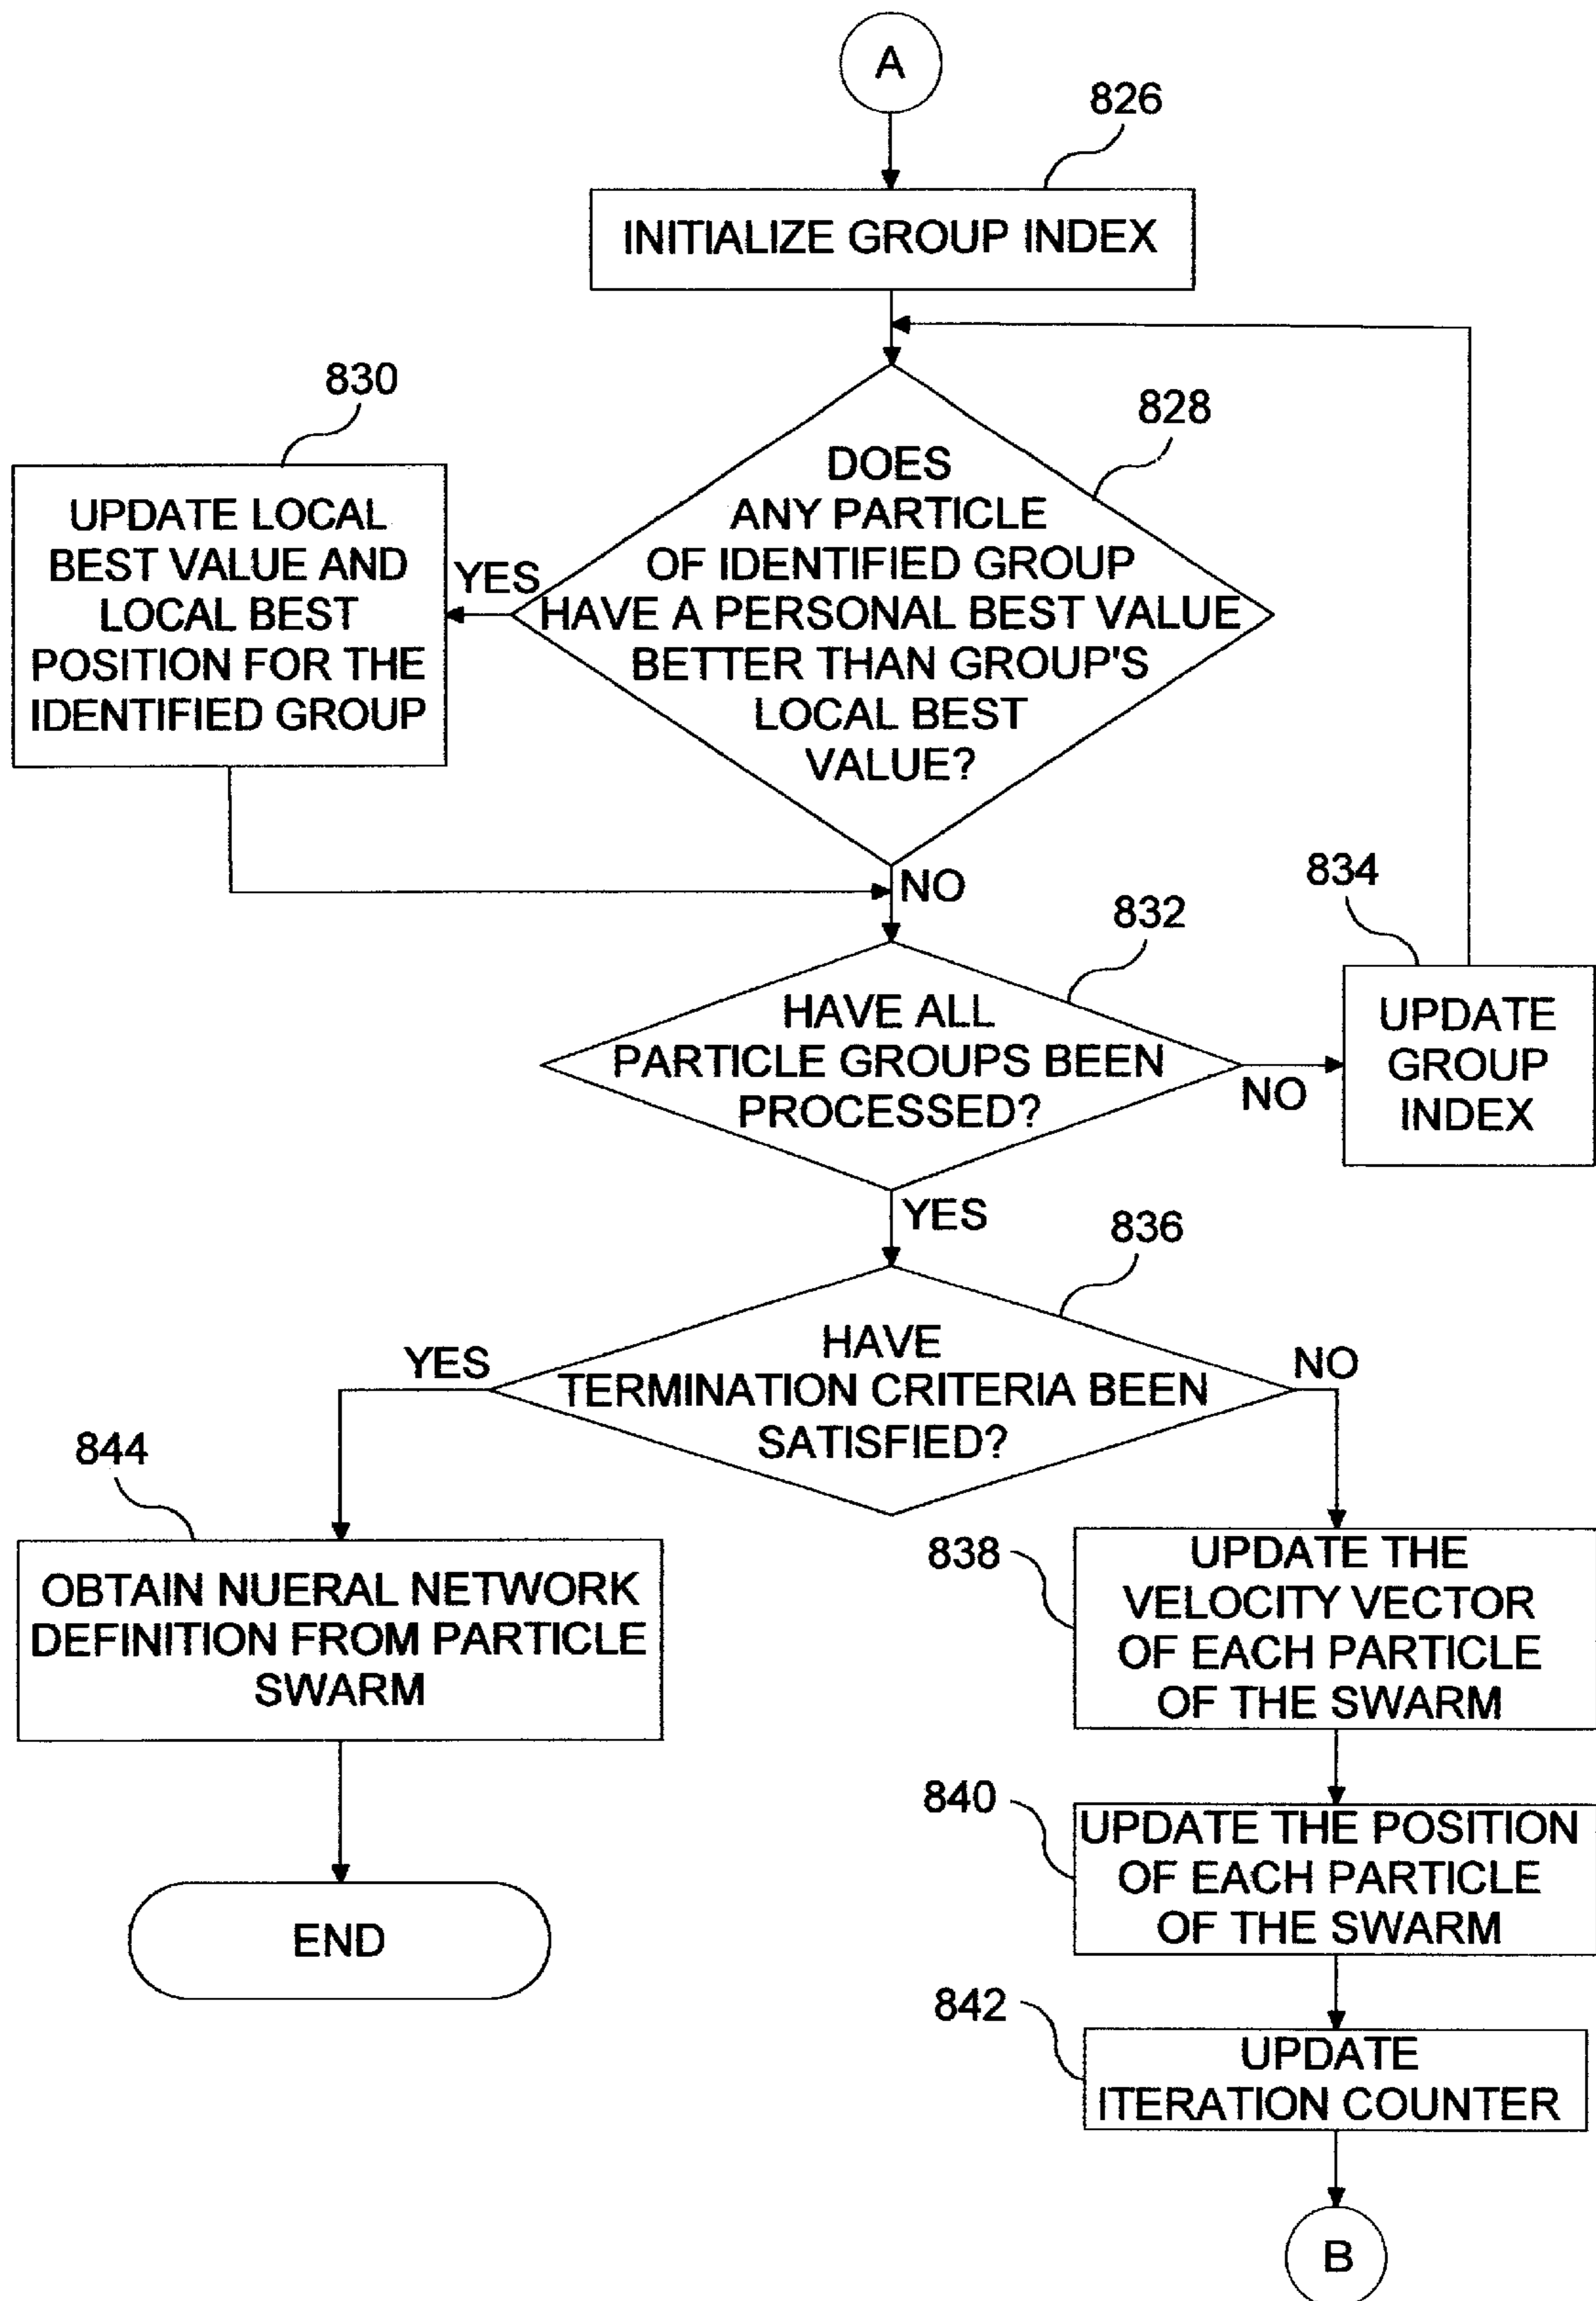 A
826
INITIALIZE GROUP INDEX
830
828
UPDATE LOCAL
BEST VALUE AND
LOCAL BEST
POSITION FOR THE
IDENTIFIED GROUP
YES
DOES
ANY PARTICLE
OF IDENTIFIED GROUP
HAVE A PERSONAL BEST VALUE
BETTER THAN GROUP'S
LOCAL BEST
VALUE?
NO
832
834
HAVE ALL
PARTICLE GROUPS BEEN
PROCESSED?
NO
UPDATE
GROUP
INDEX
YES
836
HAVE
TERMINATION CRITERIA BEEN
SATISFIED?
YES
NO
844
OBTAIN NUERAL NETWORK
DEFINITION FROM PARTICLE
SWARM
END
838
UPDATE THE
VELOCITY VECTOR
OF EACH PARTICLE
OF THE SWARM
840
UPDATE THE POSITION
OF EACH PARTICLE
OF THE SWARM
842
UPDATE
ITERATION COUNTER
B